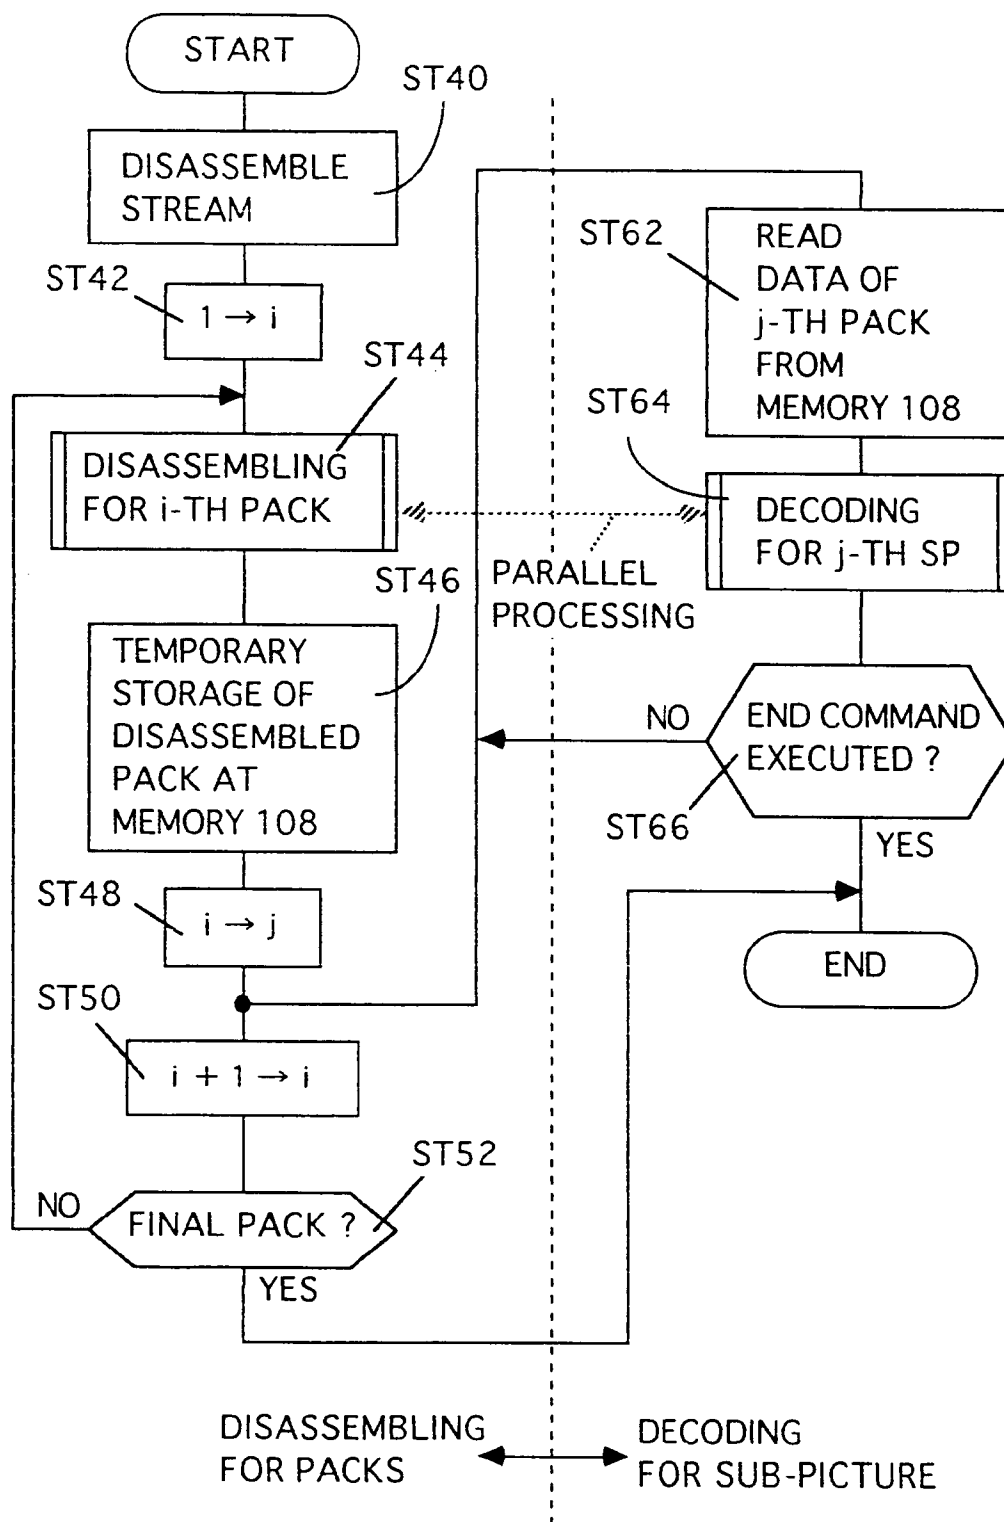 START
ST40
DISASSEMBLE
STREAM
ST42
1 → i
ST44
DISASSEMBLING
FOR i-TH PACK
ST46
TEMPORARY
STORAGE OF
DISASSEMBLED
PACK AT
MEMORY 108
ST48
i → j
ST50
i + 1 → i
ST52
NO
FINAL PACK ?
YES
PARALLEL
PROCESSING
ST62
READ
DATA OF
j-TH PACK
FROM
MEMORY 108
ST64
DECODING
FOR j-TH SP
NO
END COMMAND
EXECUTED ?
ST66
YES
END
DISASSEMBLING
FOR PACKS
DECODING
FOR SUB-PICTURE